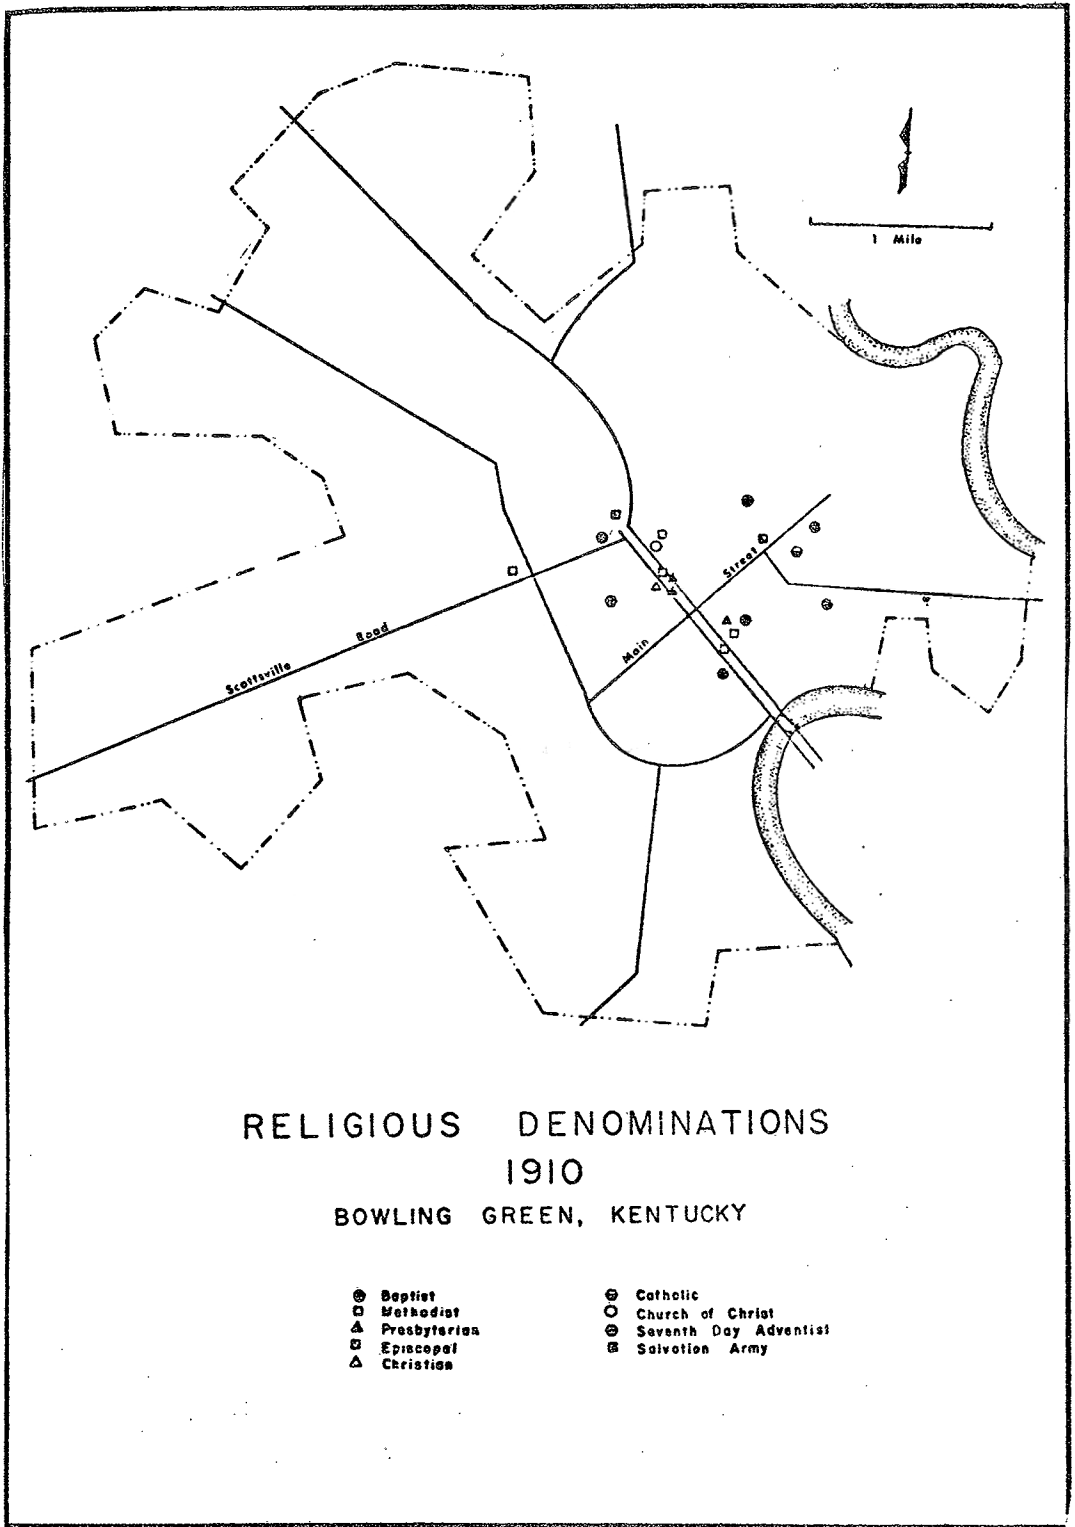 1 Mile
Street
Main
Scottsville Road
RELIGIOUS DENOMINATIONS
1910
BOWLING GREEN, KENTUCKY
Baptist
Methodist
Presbyterian
Episcopal
Christian
Catholic
Church of Christ
Seventh Day Adventist
Salvation Army